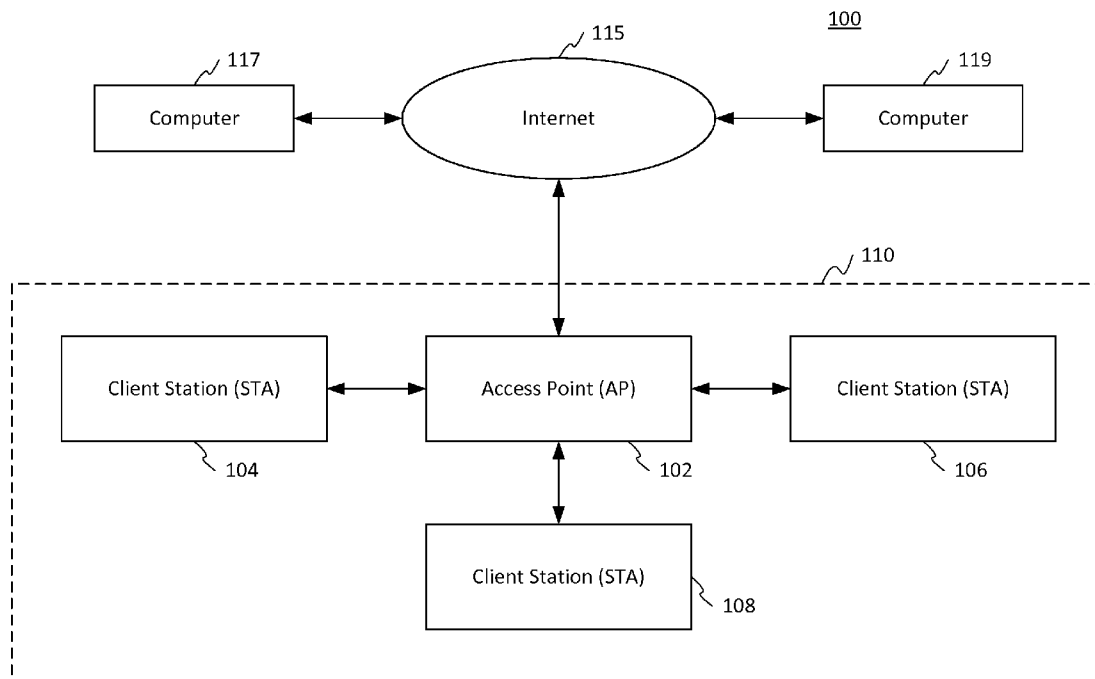 100
115
117
119
Computer
Internet
Computer
110
Client Station (STA)
Access Point (AP)
Client Station (STA)
104
102
106
Client Station (STA)
108